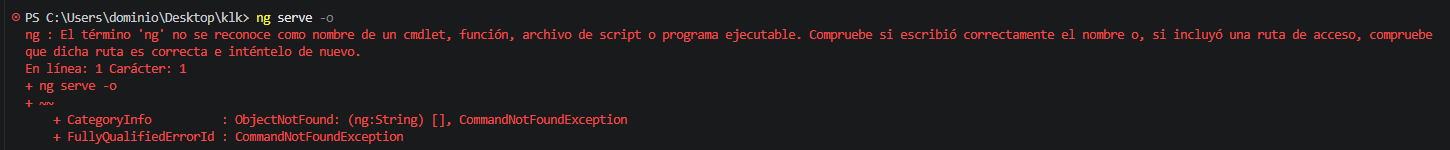 PS C:\Users\dominio\Desktop\klk> ng serve -o
ng : El término 'ng' no se reconoce como nombre de un cmdlet, función, archivo de script o programa ejecutable. Compruebe si escribió correctamente el nombre o, si incluyó una ruta de acceso, compruebe
que dicha ruta es correcta e inténtelo de nuevo.
En línea: 1 Carácter: 1
+ ng serve -o
+ ~~
    + CategoryInfo          : ObjectNotFound: (ng:String) [], CommandNotFoundException
    + FullyQualifiedErrorId : CommandNotFoundException